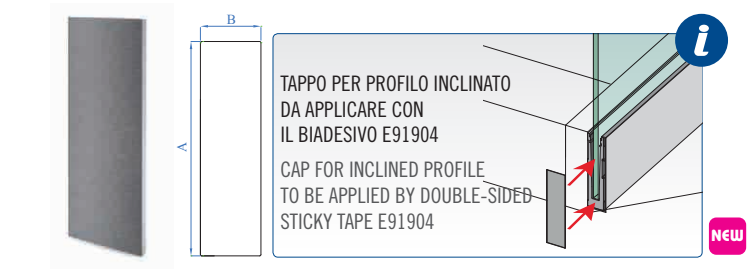 B
A
TAPPO PER PROFILO INCLINATO
DA APPLICARE CON
IL BIADESIVO E91904
CAP FOR INCLINED PROFILE
TO BE APPLIED BY DOUBLE-SIDED
STICKY TAPE E91904
i
NEW